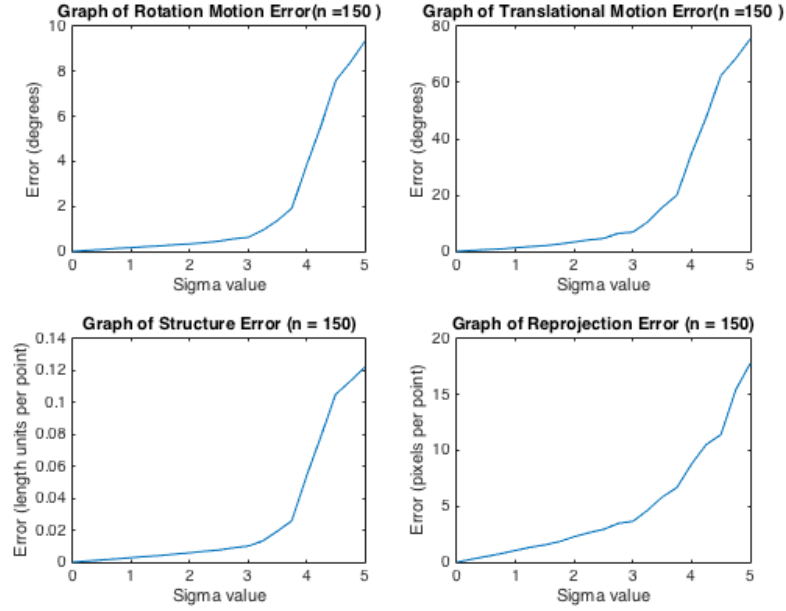 Graph of Rotation Motion Error(n =150 )
10
8
6
4
2
0
Error (degrees)
0 1 2 3 4 5
Sigma value
Graph of Translational Motion Error(n =150 )
80
60
40
20
0
Error (degrees)
0 1 2 3 4 5
Sigma value
Graph of Structure Error (n = 150)
0.14
0.12
0.1
0.08
0.06
0.04
0.02
0
Error (length units per point)
0 1 2 3 4 5
Sigma value
Graph of Reprojection Error (n = 150)
20
15
10
5
0
Error (pixels per point)
0 1 2 3 4 5
Sigma value